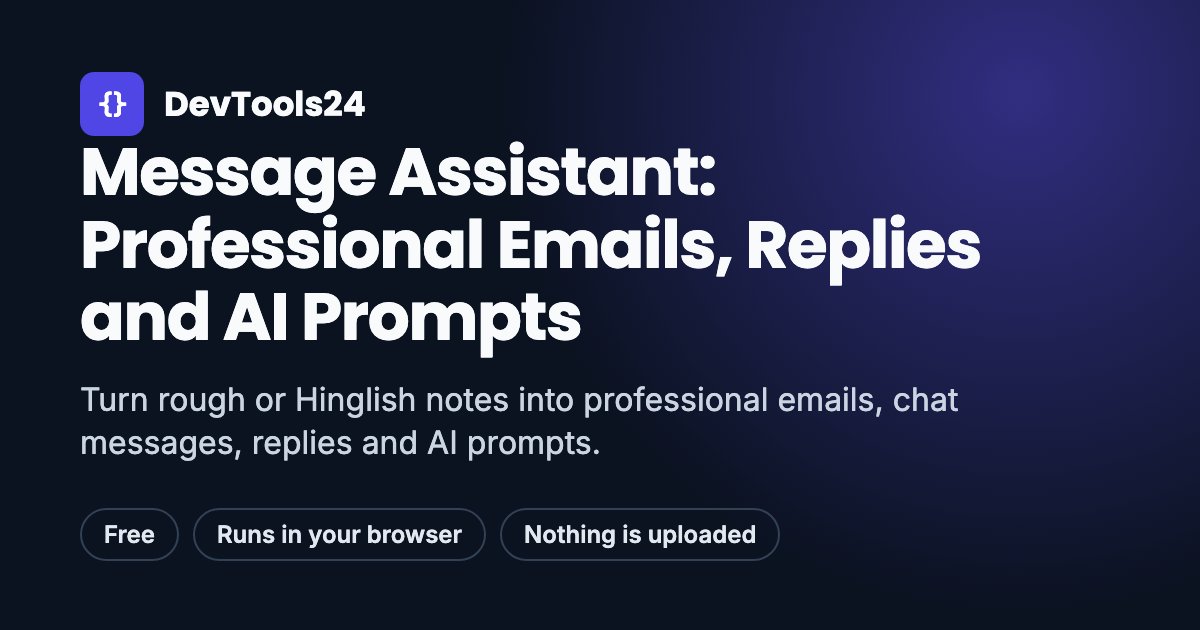 {}
DevTools24
Message Assistant:
Professional Emails, Replies
and AI Prompts
Turn rough or Hinglish notes into professional emails, chat
messages, replies and AI prompts.
Free
Runs in your browser
Nothing is uploaded